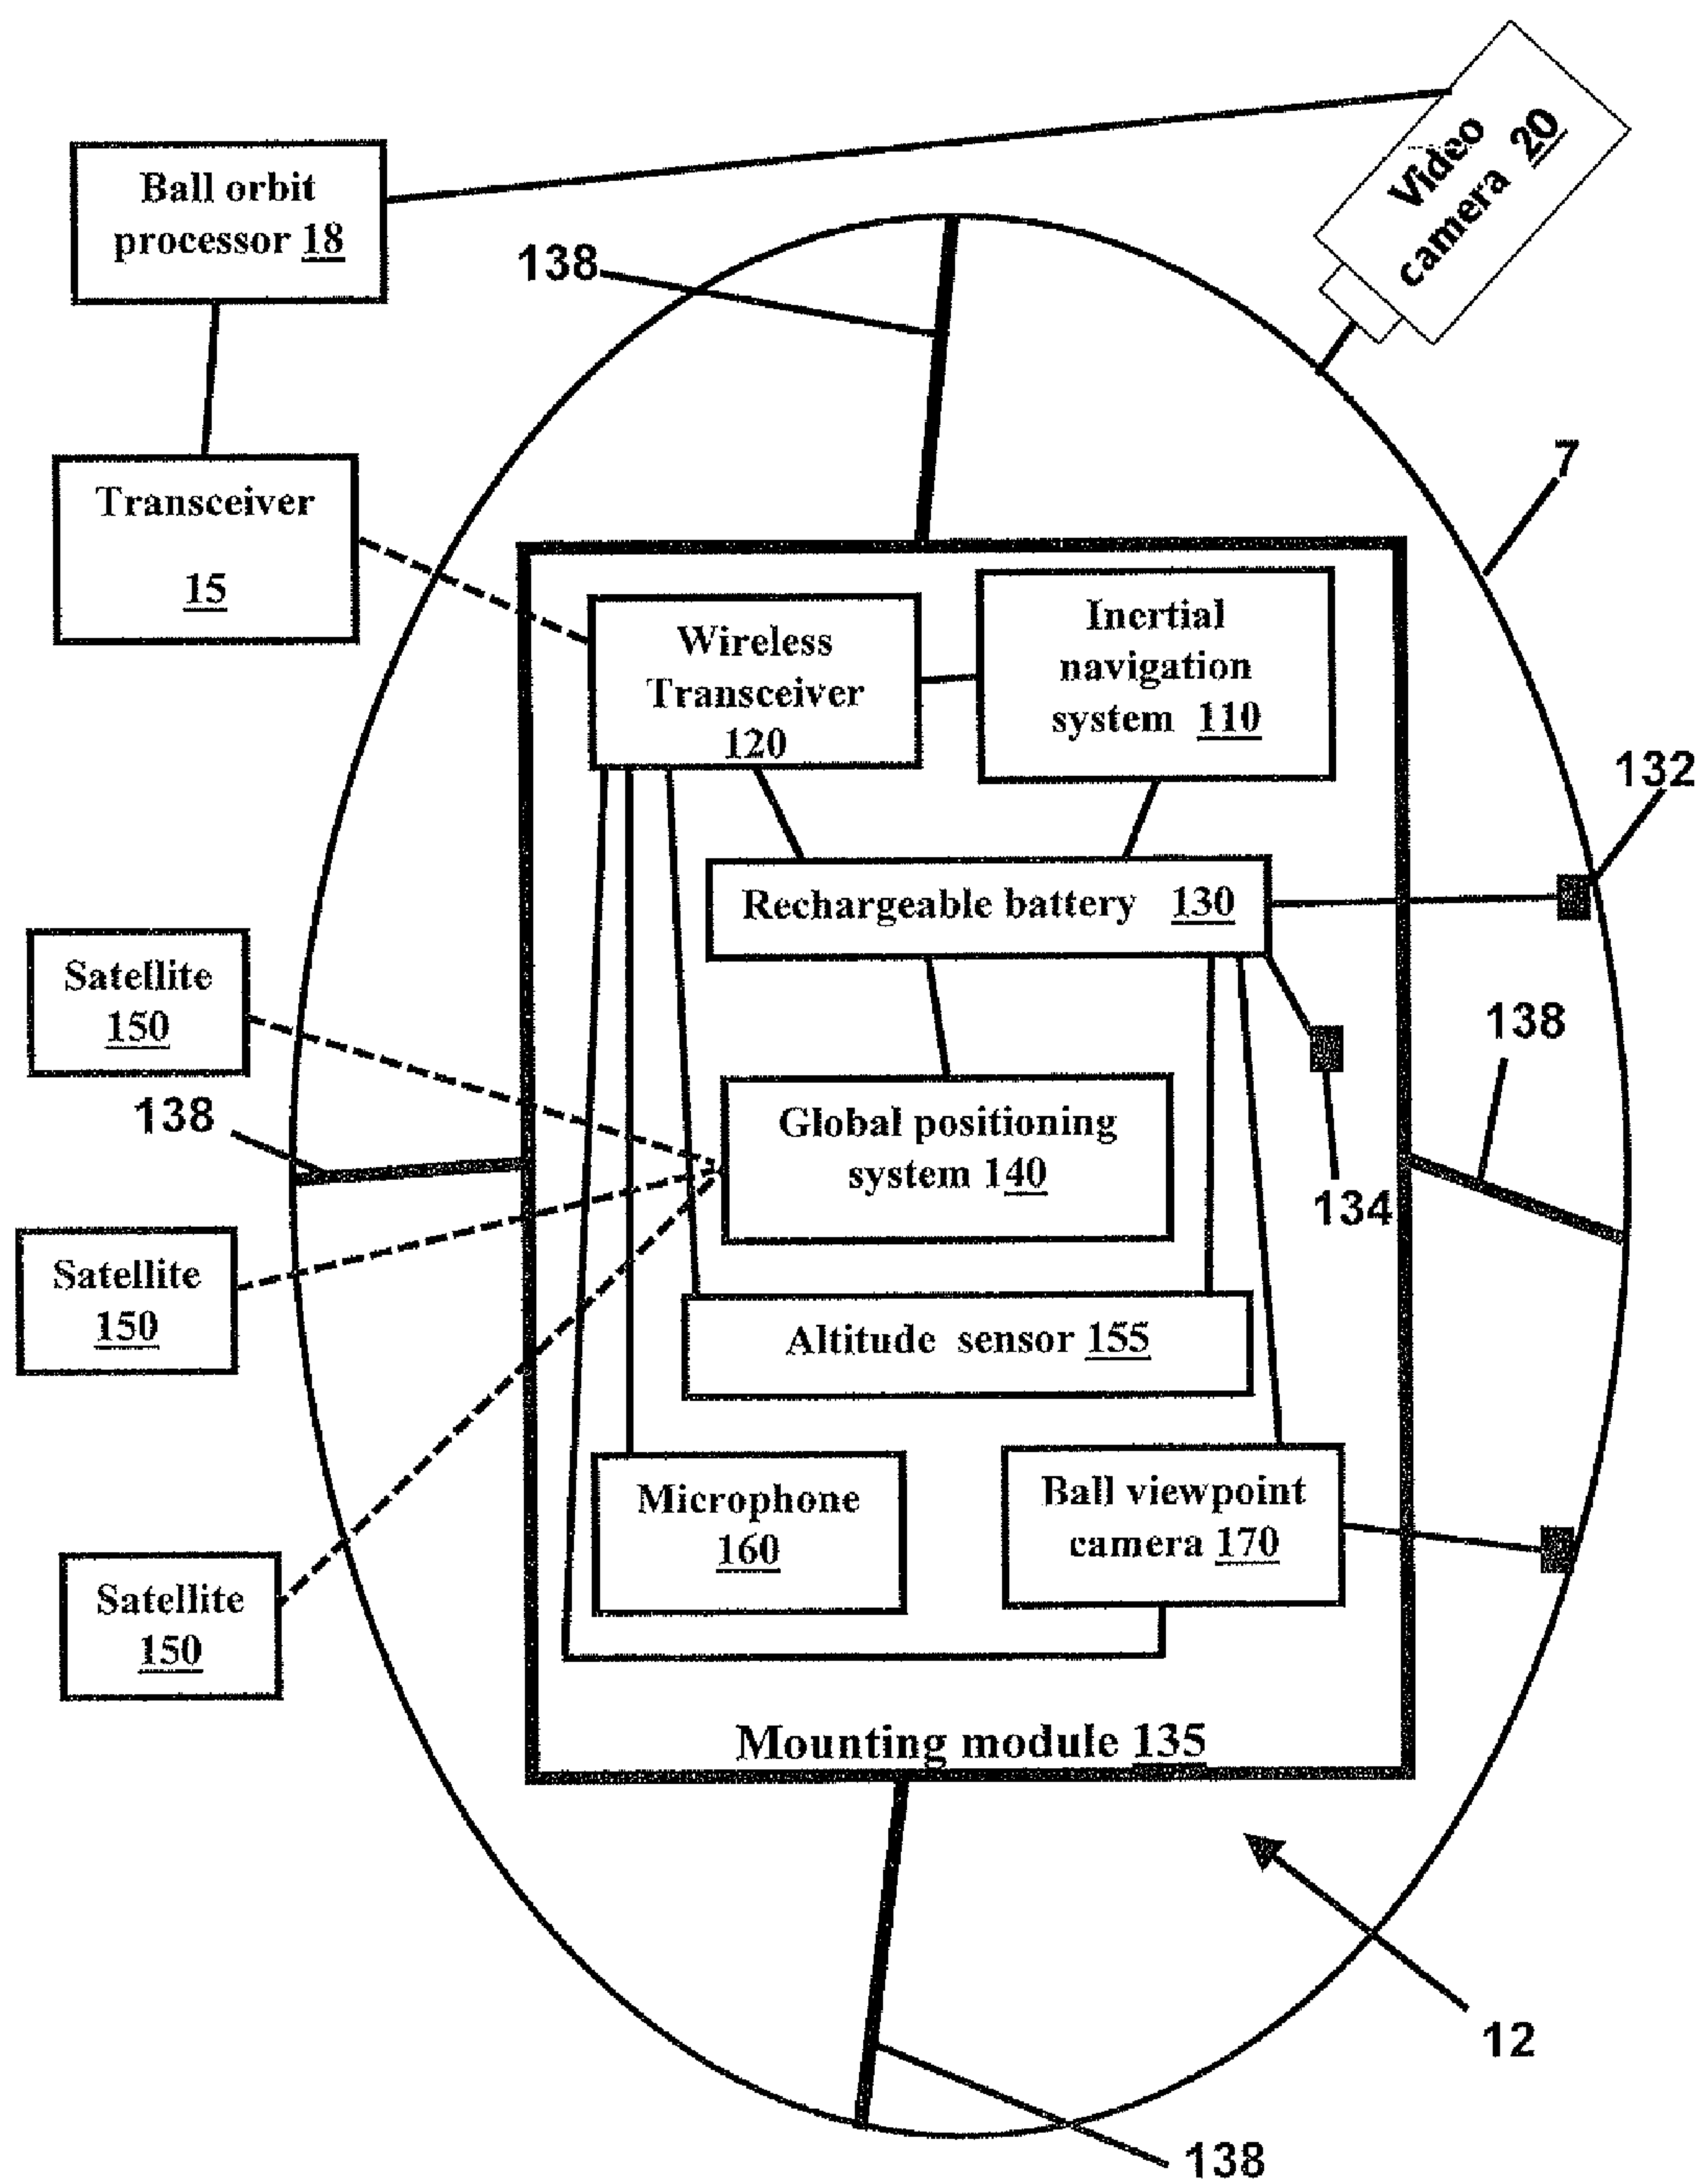 Video
camera 20
Ball orbit
processor 18
138
7
Transceiver
15
Wireless
Transceiver
120
Inertial
navigation
system 110
132
Rechargeable battery 130
Satellite
150
138
138
Global positioning
system 140
134
Satellite
150
Altitude sensor 155
Microphone
160
Ball viewpoint
camera 170
Satellite
150
Mounting module 135
12
138